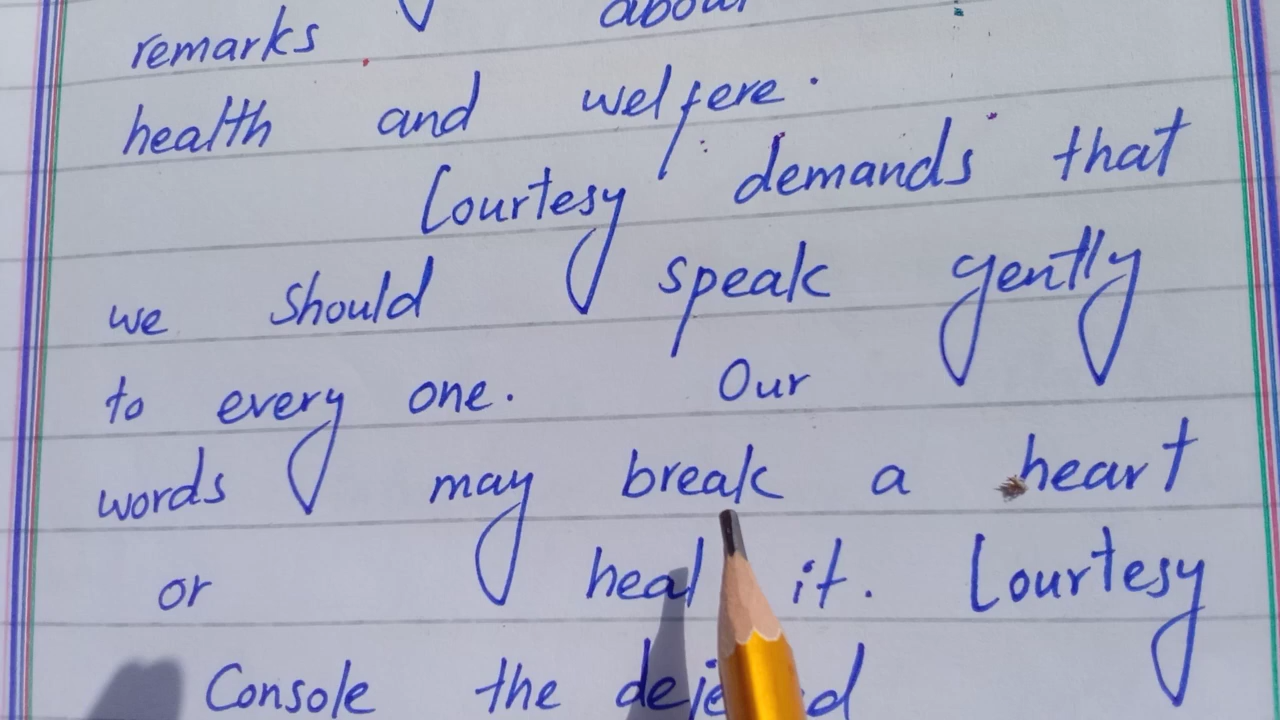 remarks about
health and welfere.
Courtesy demands that
we should speak gently
to every one. Our
words may break a heart
or heal it. Courtesy
Console the